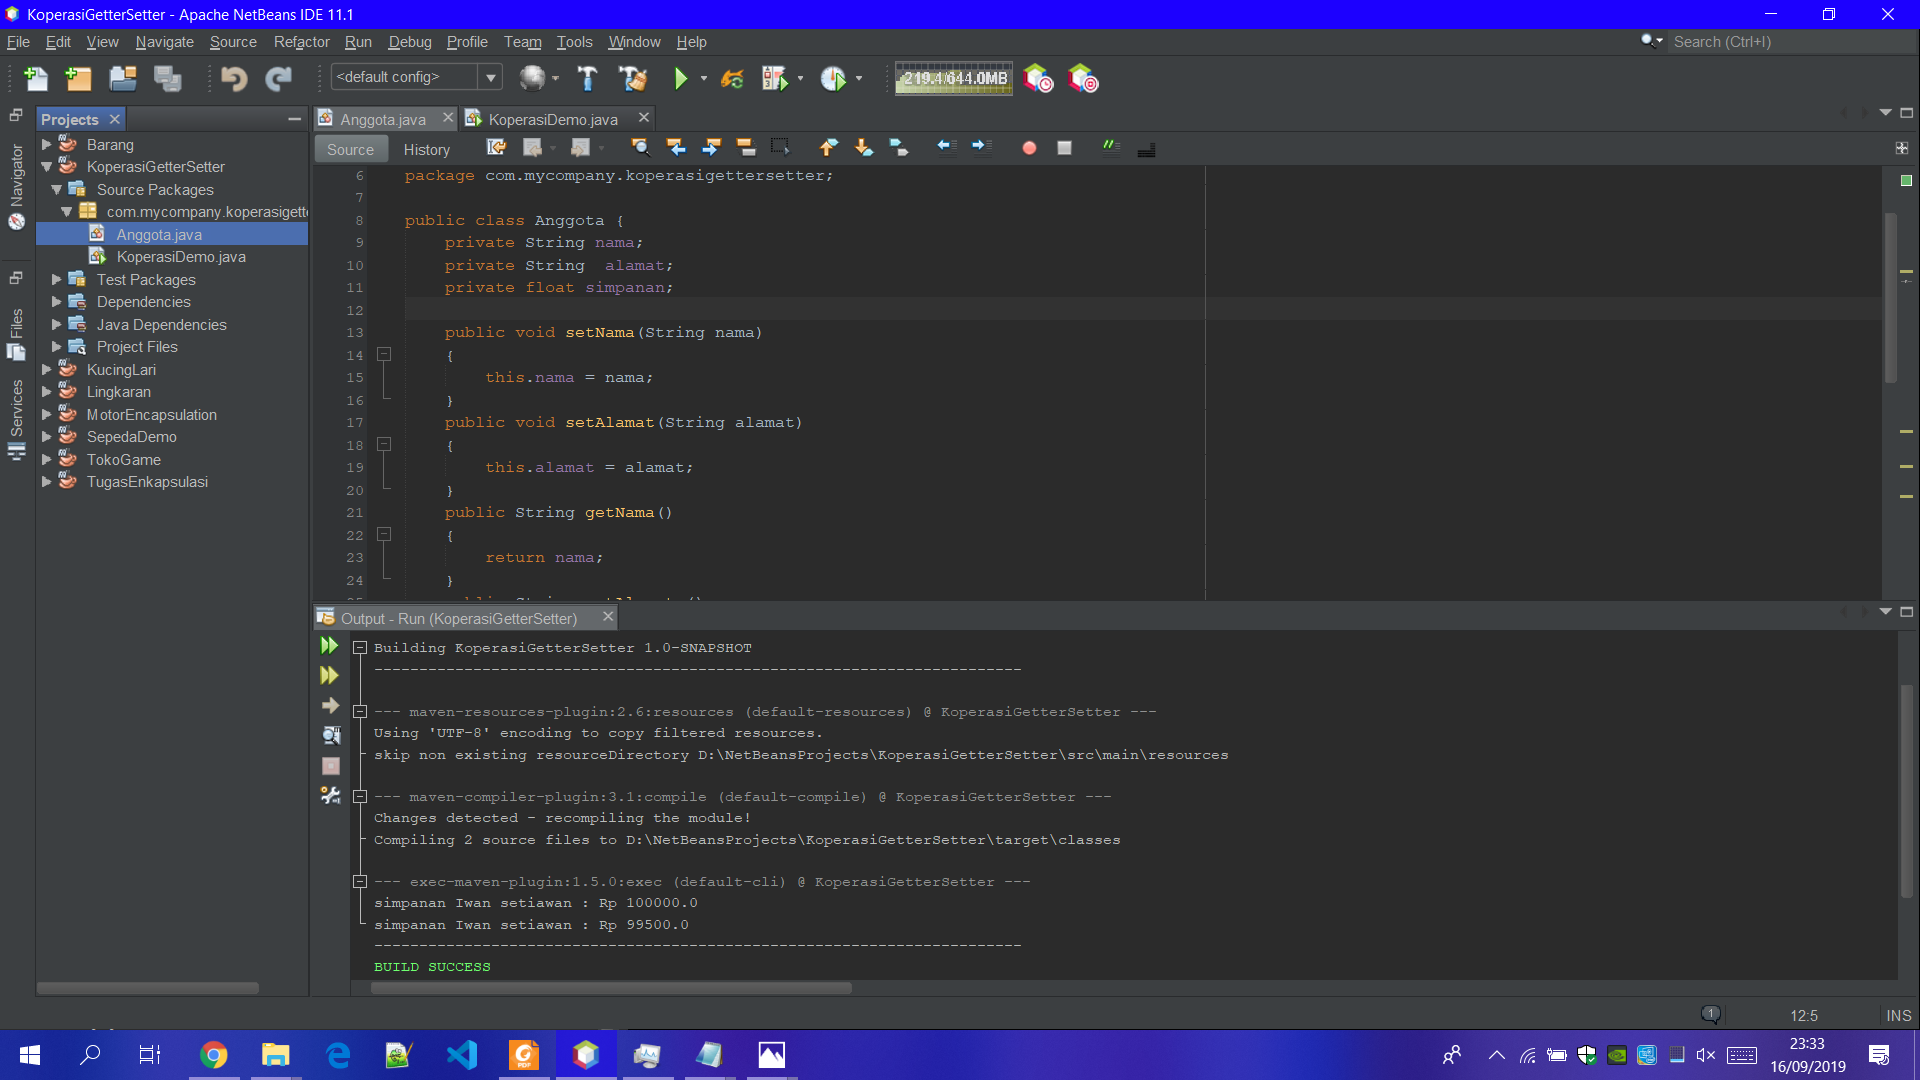 KoperasiGetterSetter - Apache NetBeans IDE 11.1
File Edit View Navigate Source Refactor Run Debug Profile Team Tools Window Help
Search (Ctrl+I)
<default config>
219.4/644.0MB
Projects
Anggota.java
KoperasiDemo.java
Source
History
Navigator
Files
Services
Barang
KoperasiGetterSetter
Source Packages
com.mycompany.koperasigett
Anggota.java
KoperasiDemo.java
Test Packages
Dependencies
Java Dependencies
Project Files
KucingLari
Lingkaran
MotorEncapsulation
SepedaDemo
TokoGame
TugasEnkapsulasi
6 package com.mycompany.koperasigettersetter;
7
8 public class Anggota {
9 private String nama;
10 private String  alamat;
11 private float simpanan;
12
13 public void setNama(String nama)
14 {
15 this.nama = nama;
16 }
17 public void setAlamat(String alamat)
18 {
19 this.alamat = alamat;
20 }
21 public String getNama()
22 {
23 return nama;
24 }
Output - Run (KoperasiGetterSetter)
Building KoperasiGetterSetter 1.0-SNAPSHOT
------------------------------------------------------------------------
--- maven-resources-plugin:2.6:resources (default-resources) @ KoperasiGetterSetter ---
Using 'UTF-8' encoding to copy filtered resources.
skip non existing resourceDirectory D:\NetBeansProjects\KoperasiGetterSetter\src\main\resources
--- maven-compiler-plugin:3.1:compile (default-compile) @ KoperasiGetterSetter ---
Changes detected - recompiling the module!
Compiling 2 source files to D:\NetBeansProjects\KoperasiGetterSetter\target\classes
--- exec-maven-plugin:1.5.0:exec (default-cli) @ KoperasiGetterSetter ---
simpanan Iwan setiawan : Rp 100000.0
simpanan Iwan setiawan : Rp 99500.0
------------------------------------------------------------------------
BUILD SUCCESS
1
12:5
INS
23:33
16/09/2019